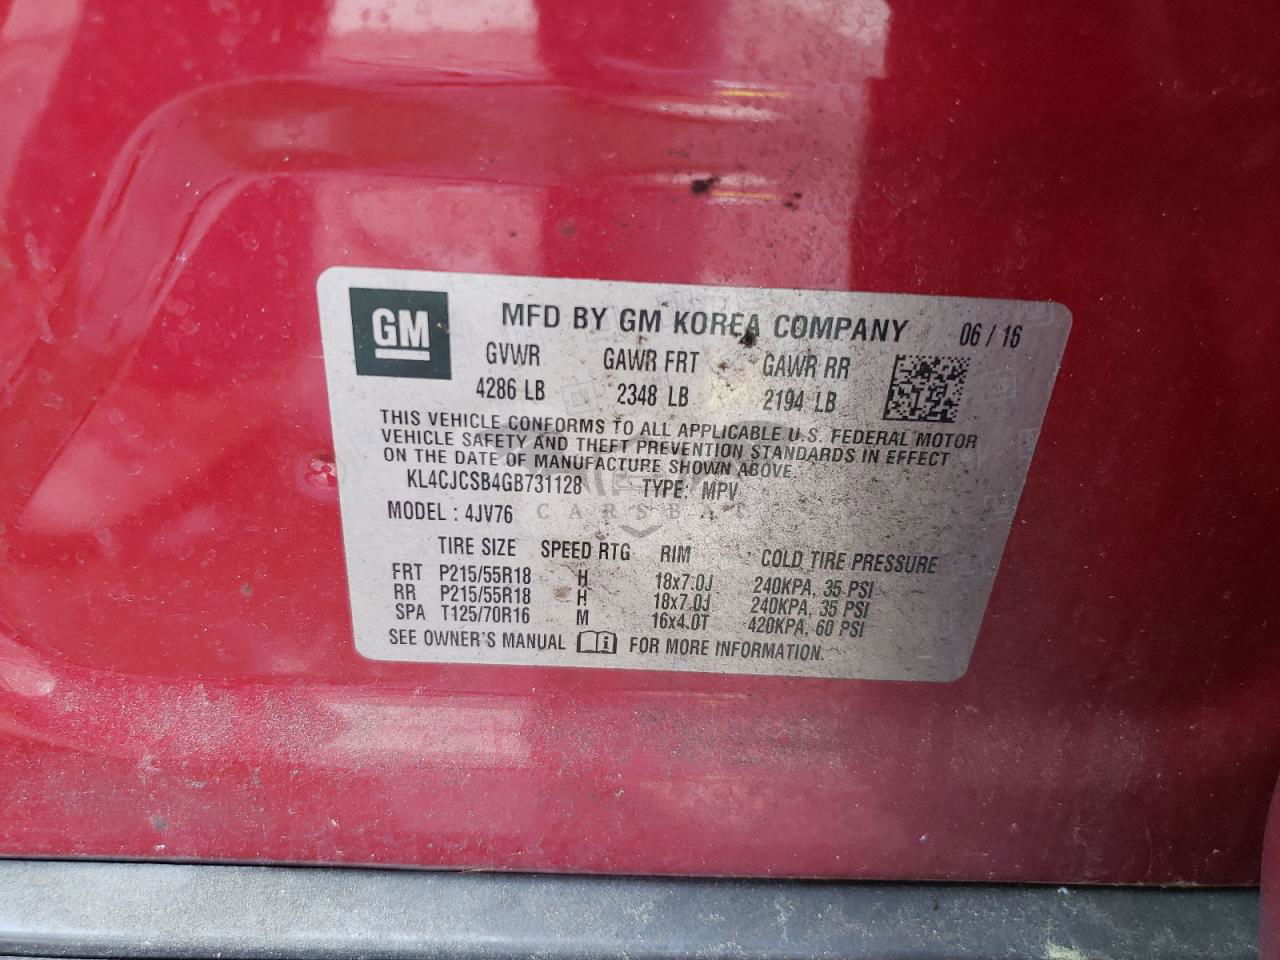 GM
MFD BY GM KOREA COMPANY 06 / 16
GVWR GAWR FRT GAWR RR
4286 LB 2348 LB 2194 LB
THIS VEHICLE CONFORMS TO ALL APPLICABLE U.S. FEDERAL MOTOR
VEHICLE SAFETY AND THEFT PREVENTION STANDARDS IN EFFECT
ON THE DATE OF MANUFACTURE SHOWN ABOVE.
KL4CJCSB4GB731128 TYPE: MPV
MODEL : 4JV76
TIRE SIZE SPEED RTG RIM COLD TIRE PRESSURE
FRT P215/55R18 H 18x7.0J 240KPA, 35 PSI
RR P215/55R18 H 18x7.0J 240KPA, 35 PSI
SPA T125/70R16 M 16x4.0T 420KPA, 60 PSI
SEE OWNER'S MANUAL FOR MORE INFORMATION.